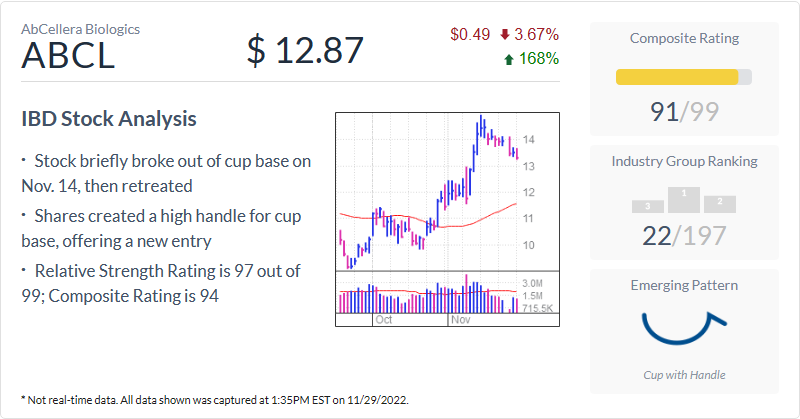 AbCellera Biologics
ABCL
$ 12.87
$0.49 3.67%
168%
IBD Stock Analysis
· Stock briefly broke out of cup base on
Nov. 14, then retreated
· Shares created a high handle for cup
base, offering a new entry
· Relative Strength Rating is 97 out of
99; Composite Rating is 94
14
13
12
11
10
3.0M
1.5M
715.5K
Oct
Nov
Composite Rating
91/99
Industry Group Ranking
3
1
2
22/197
Emerging Pattern
Cup with Handle
* Not real-time data. All data shown was captured at 1:35PM EST on 11/29/2022.